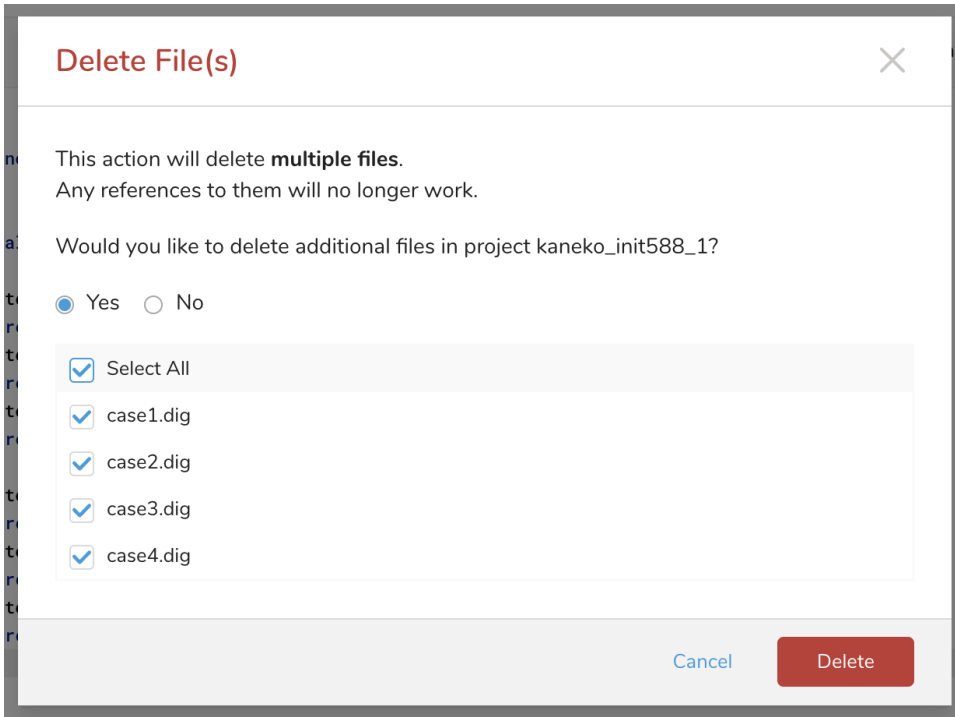 Delete File(s)
This action will delete multiple files.
Any references to them will no longer work.
Would you like to delete additional files in project kaneko_init588_1?
Yes No
Select All
case1.dig
case2.dig
case3.dig
case4.dig
Cancel Delete